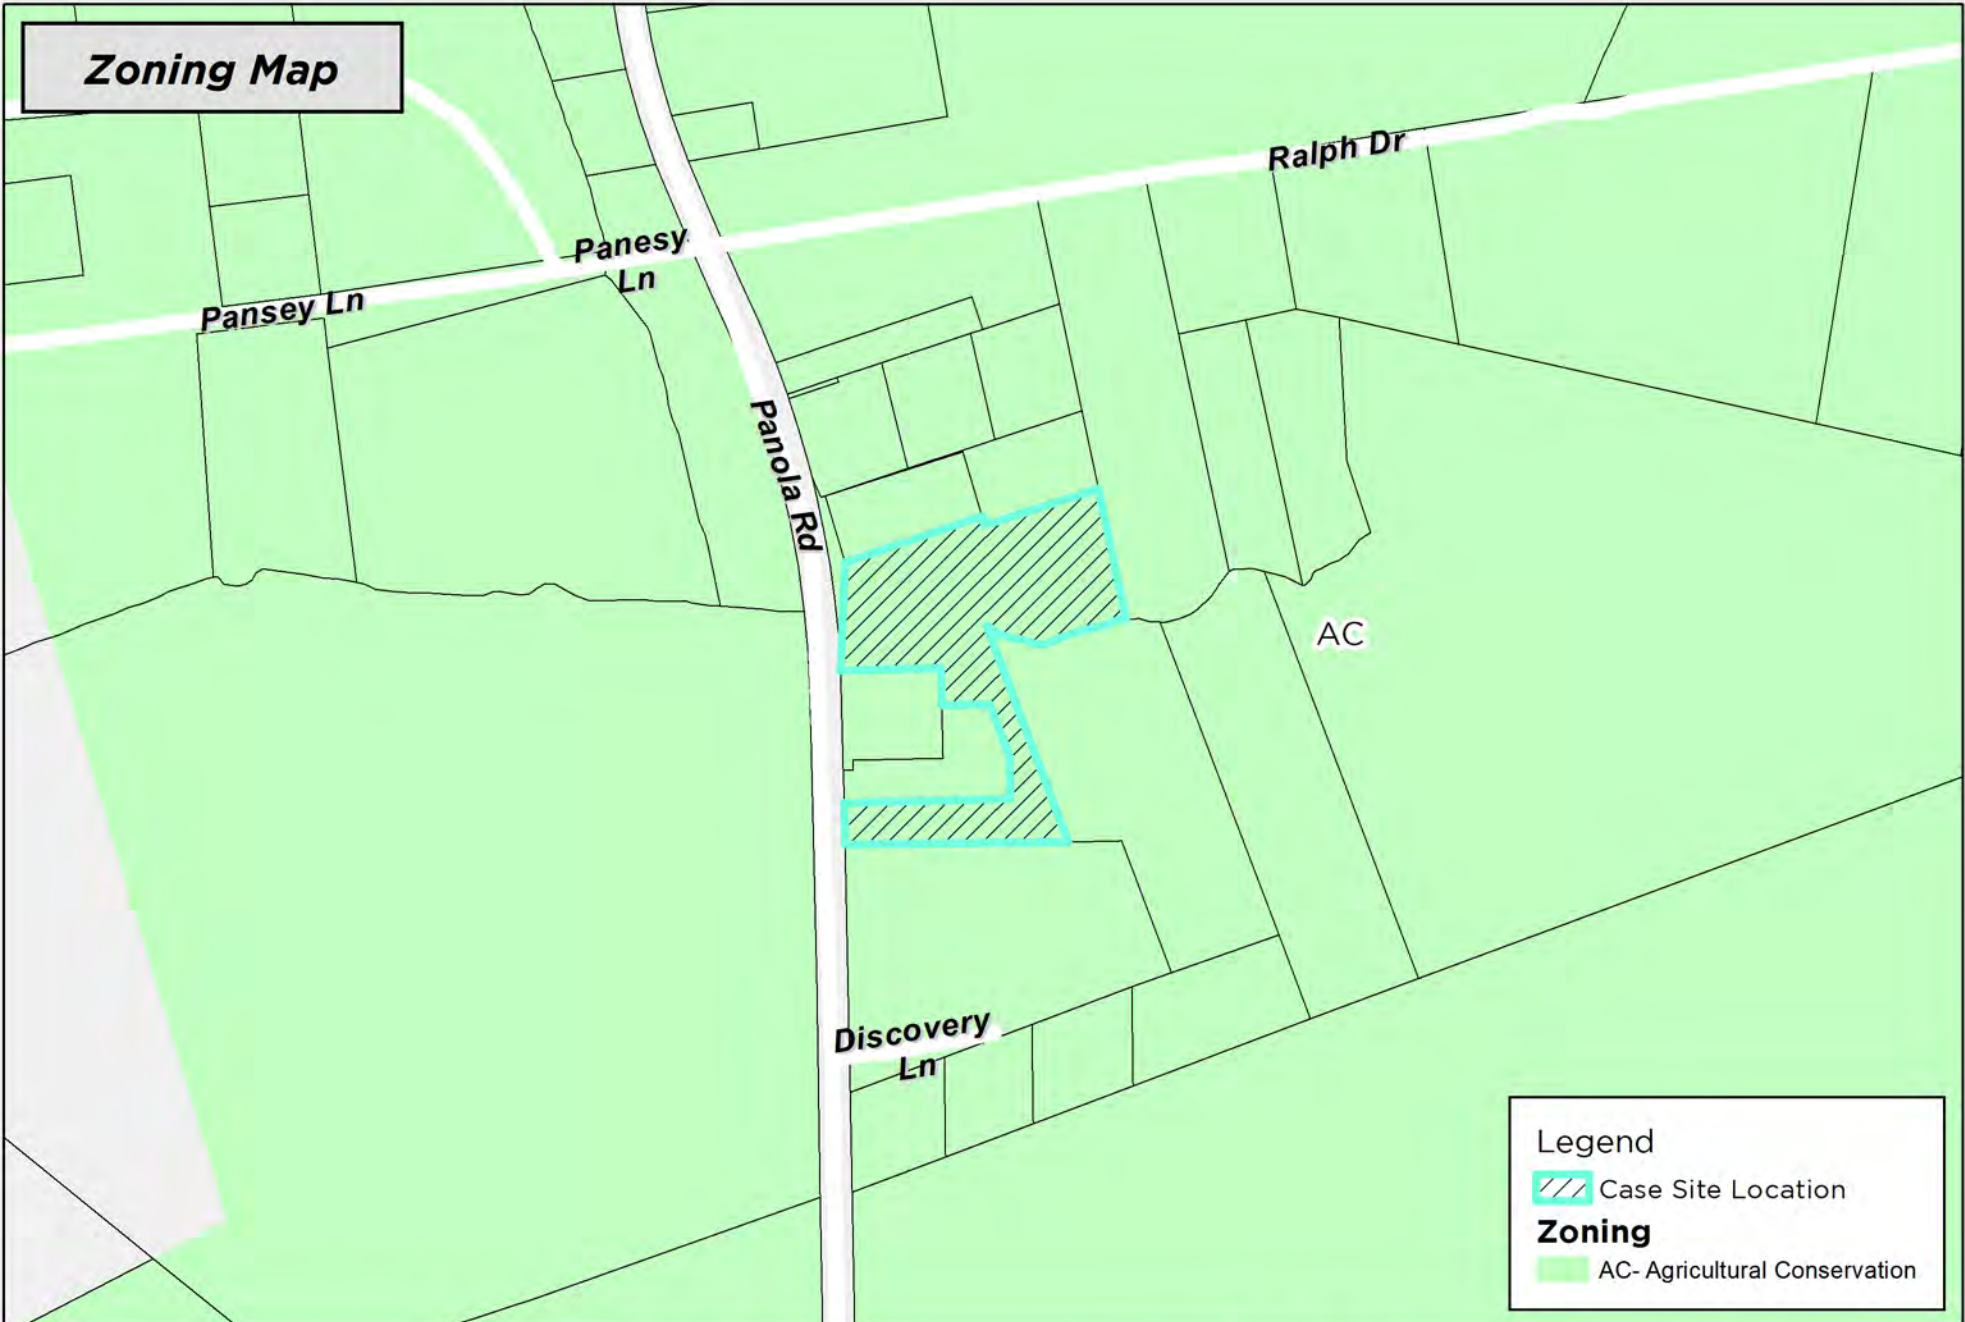 Zoning Map
Ralph Dr
Panesy
Ln
Pansey Ln
Panola Rd
AC
Discovery
Ln
Legend
Case Site Location
Zoning
AC- Agricultural Conservation